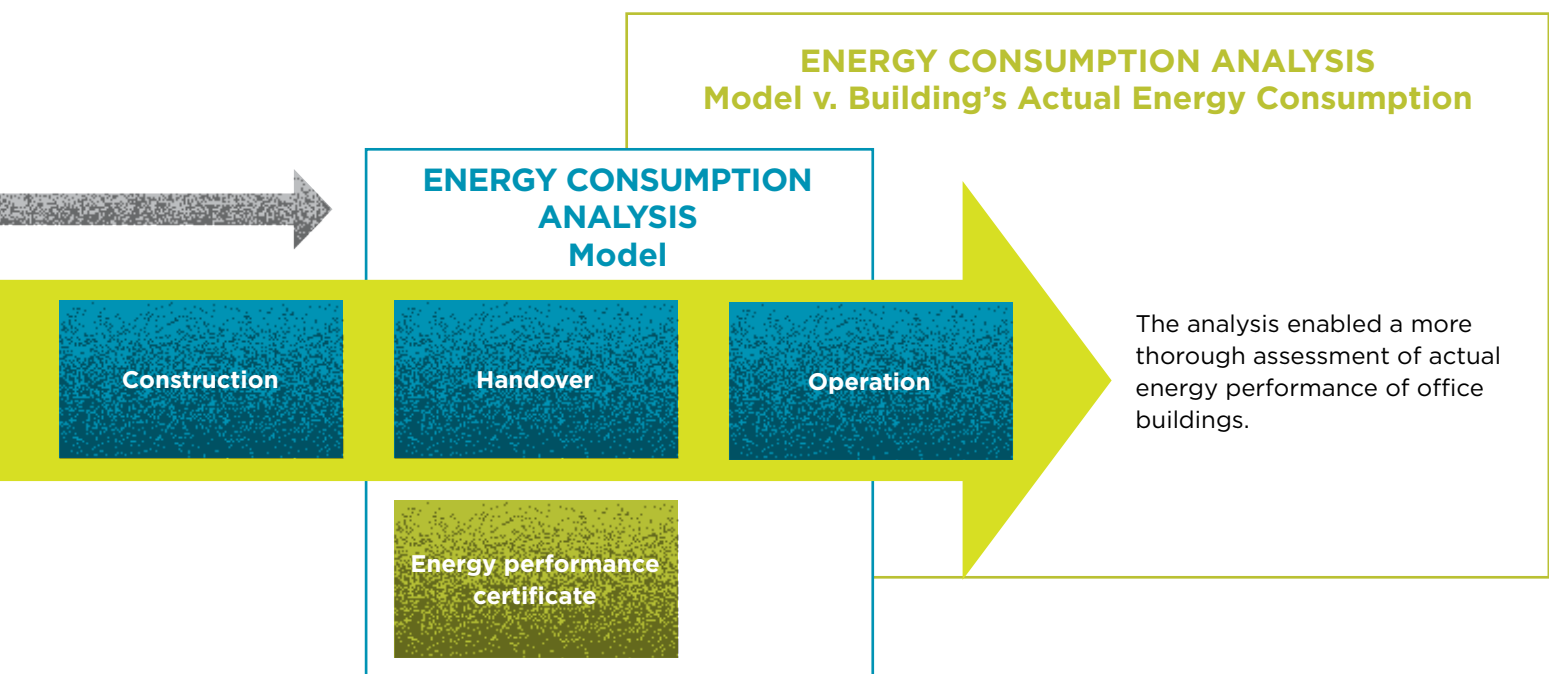 ENERGY CONSUMPTION ANALYSIS
Model v. Building’s Actual Energy Consumption
ENERGY CONSUMPTION
ANALYSIS
Model
Construction
Handover
Operation
The analysis enabled a more
thorough assessment of actual
energy performance of office
buildings.
Energy performance
certificate